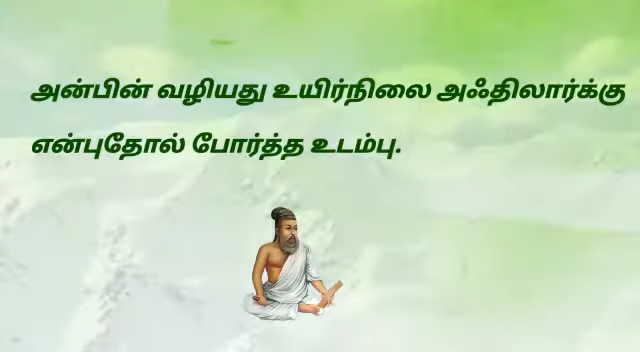 அன்பின் வழியது உயிர்நிலை அஃதிலார்க்கு
என்புதோல் போர்த்த உடம்பு.